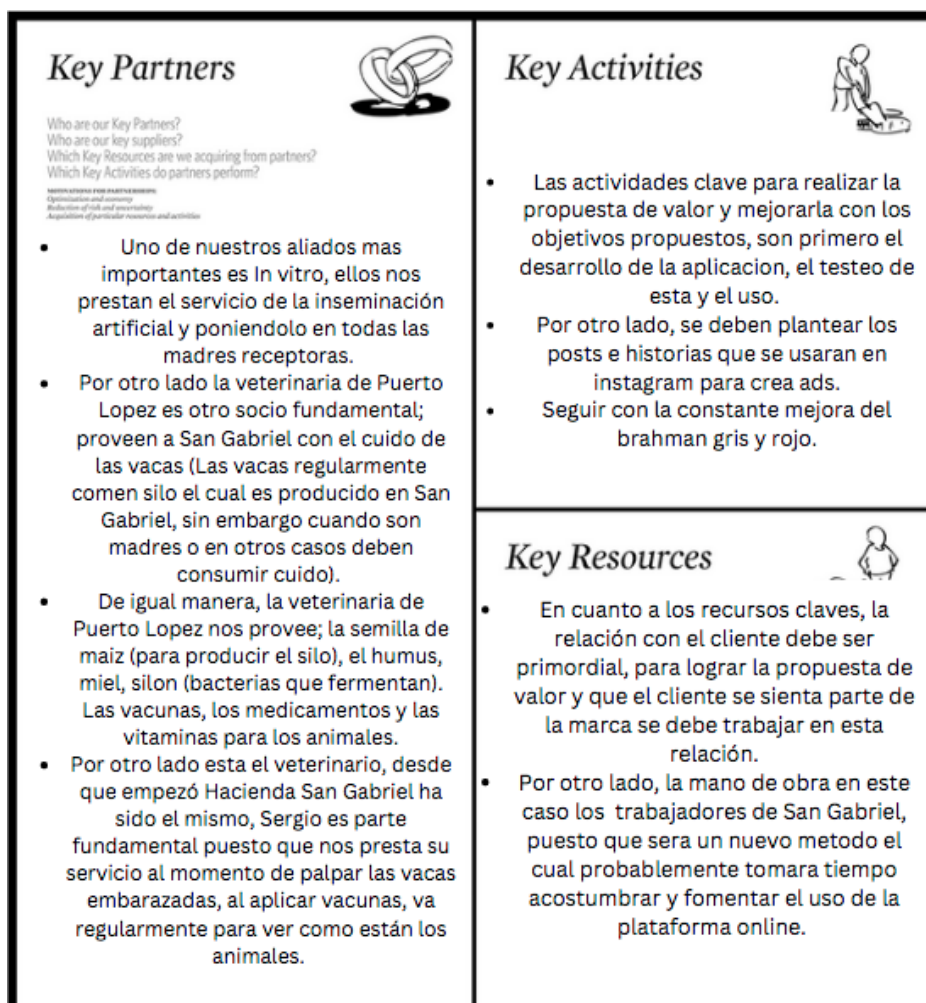 Key Partners
Who are our Key Partners?
Who are our key suppliers?
Which Key Resources are we acquiring from partners?
Which Key Activities do partners perform?
MOTIVATIONS FOR PARTNERSHIPS
Optimization and economy
Reduction of risk and uncertainty
Acquisition of particular resources and activities
• Uno de nuestros aliados mas
importantes es In vitro, ellos nos
prestan el servicio de la inseminación
artificial y poniendolo en todas las
madres receptoras.
• Por otro lado la veterinaria de Puerto
Lopez es otro socio fundamental;
proveen a San Gabriel con el cuido de
las vacas (Las vacas regularmente
comen silo el cual es producido en San
Gabriel, sin embargo cuando son
madres o en otros casos deben
consumir cuido).
• De igual manera, la veterinaria de
Puerto Lopez nos provee; la semilla de
maiz (para producir el silo), el humus,
miel, silon (bacterias que fermentan).
Las vacunas, los medicamentos y las
vitaminas para los animales.
• Por otro lado esta el veterinario, desde
que empezó Hacienda San Gabriel ha
sido el mismo, Sergio es parte
fundamental puesto que nos presta su
servicio al momento de palpar las vacas
embarazadas, al aplicar vacunas, va
regularmente para ver como están los
animales.
Key Activities
• Las actividades clave para realizar la
propuesta de valor y mejorarla con los
objetivos propuestos, son primero el
desarrollo de la aplicacion, el testeo de
esta y el uso.
• Por otro lado, se deben plantear los
posts e historias que se usaran en
instagram para crea ads.
• Seguir con la constante mejora del
brahman gris y rojo.
Key Resources
• En cuanto a los recursos claves, la
relación con el cliente debe ser
primordial, para lograr la propuesta de
valor y que el cliente se sienta parte de
la marca se debe trabajar en esta
relación.
• Por otro lado, la mano de obra en este
caso los trabajadores de San Gabriel,
puesto que sera un nuevo metodo el
cual probablemente tomara tiempo
acostumbrar y fomentar el uso de la
plataforma online.